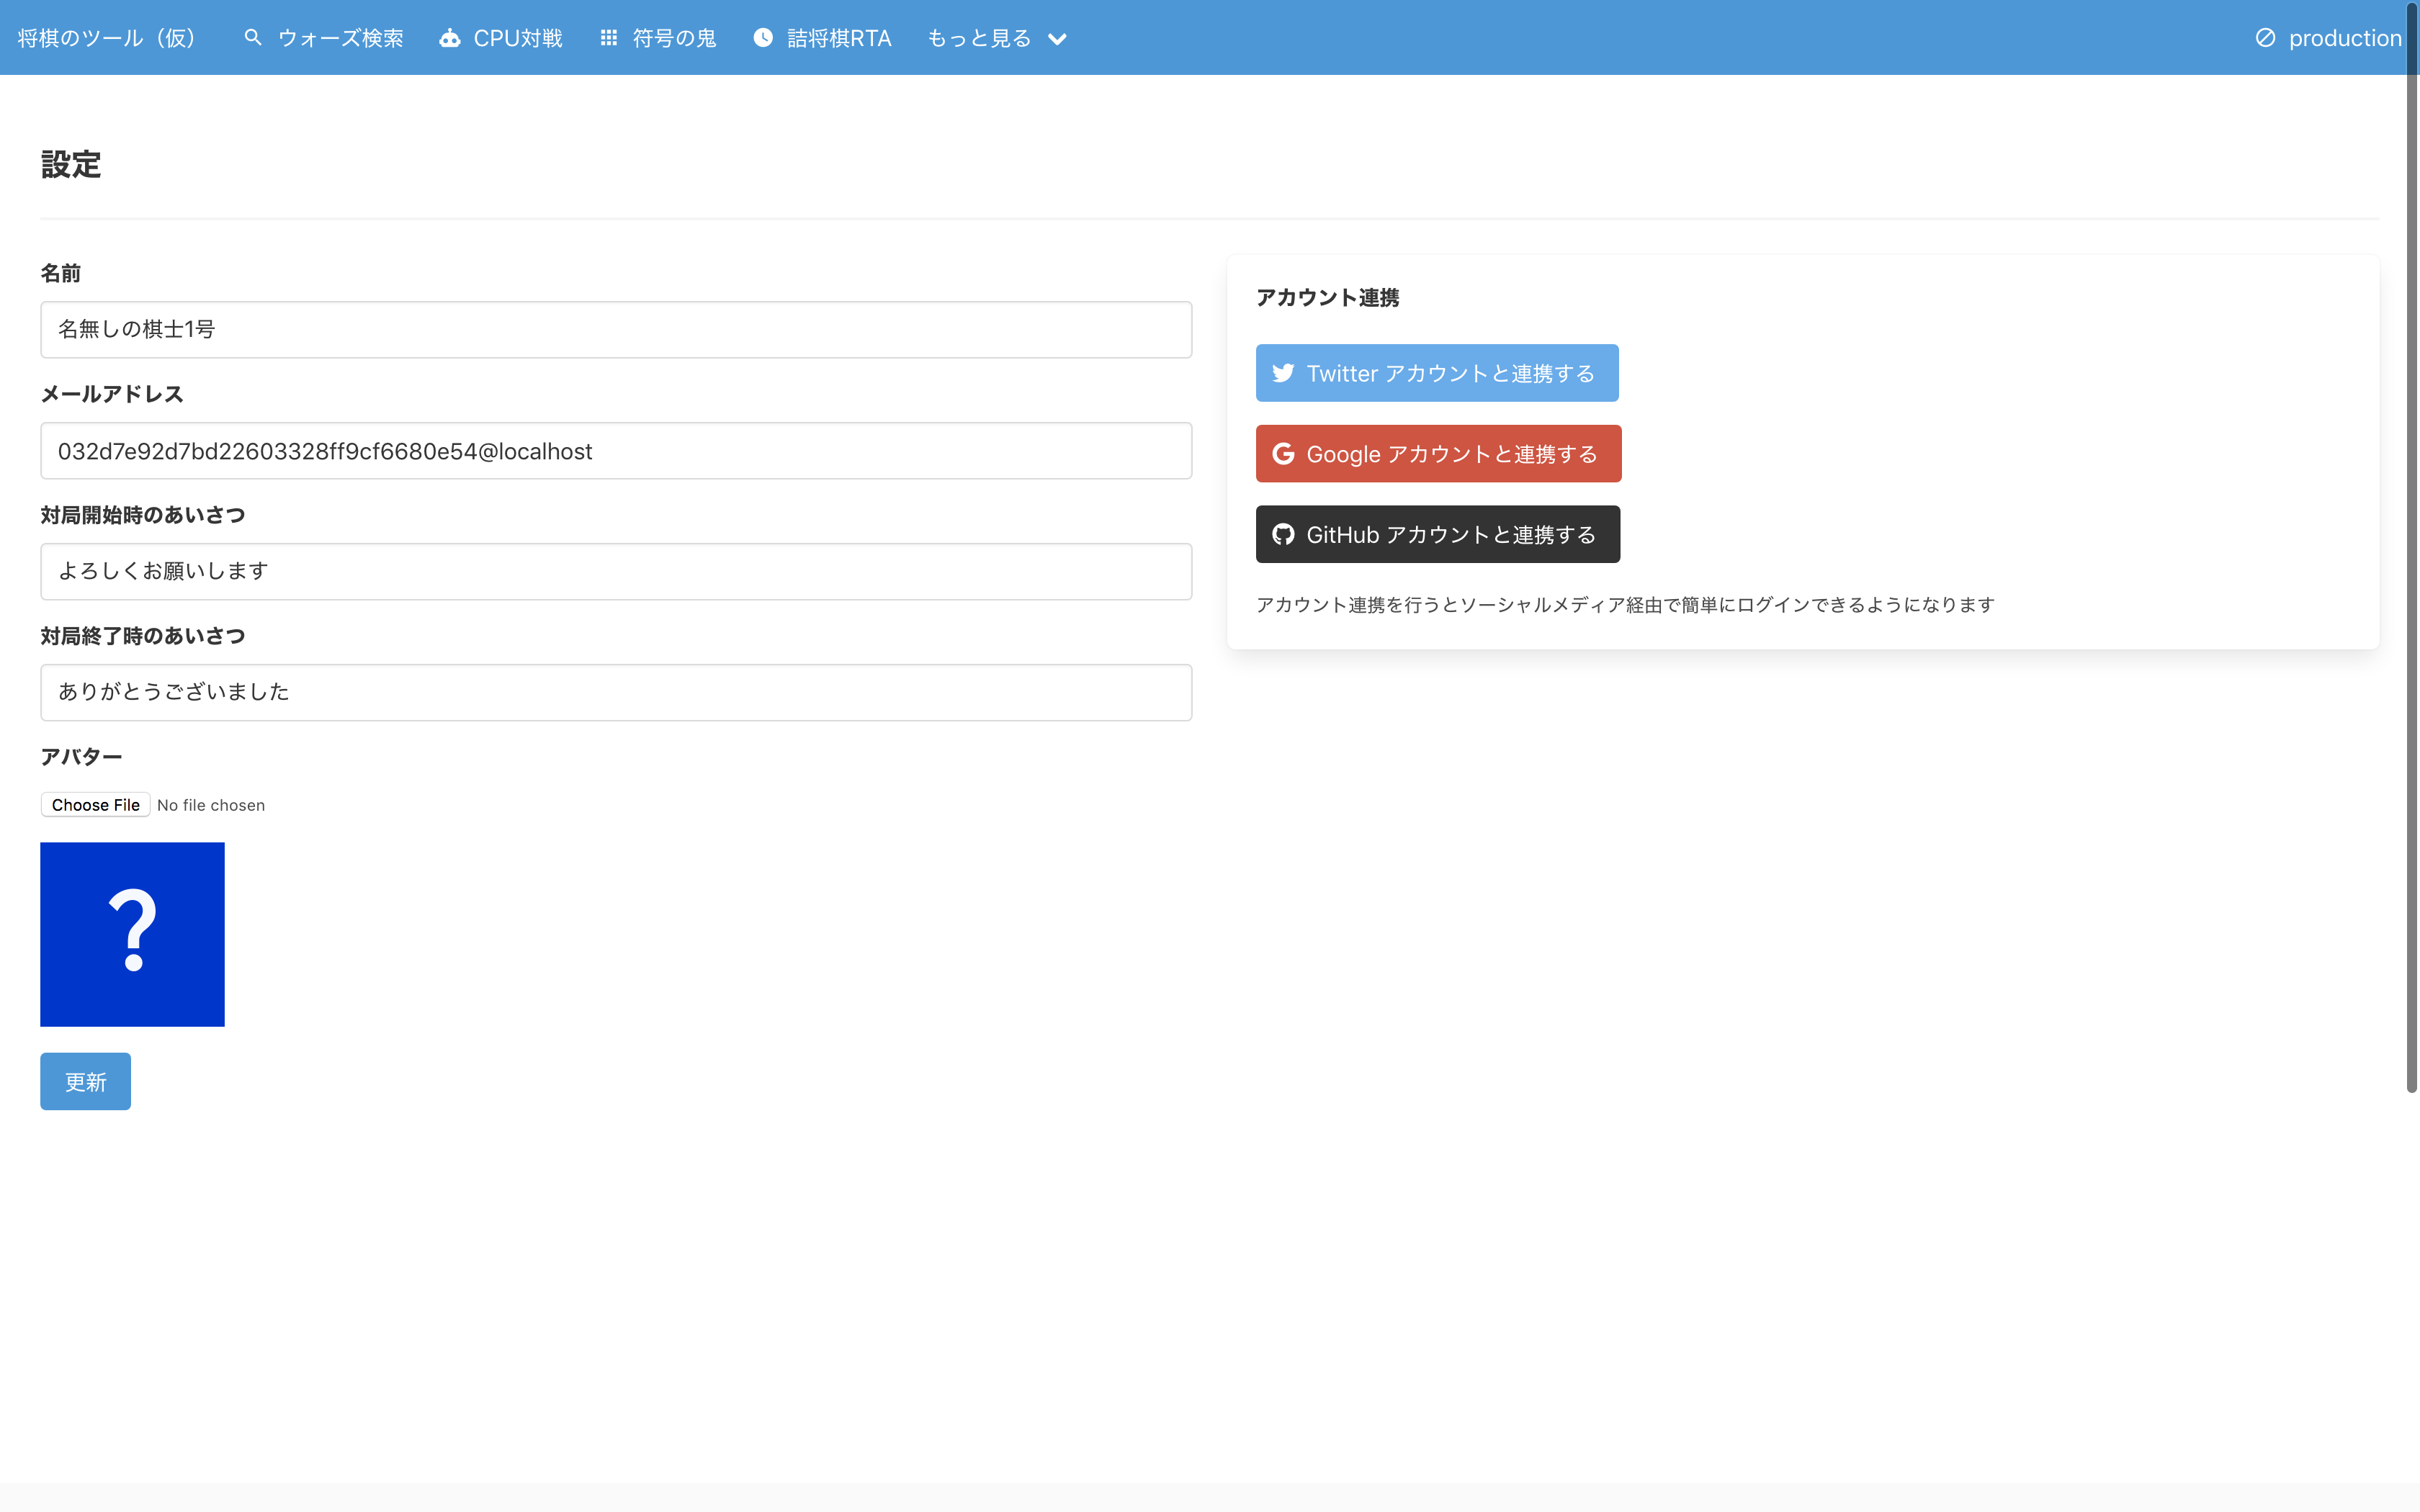 将棋のツール（仮） ウォーズ検索 CPU対戦 符号の鬼 詰将棋RTA もっと見る production
設定
名前
名無しの棋士1号
メールアドレス
032d7e92d7bd22603328ff9cf6680e54@localhost
対局開始時のあいさつ
よろしくお願いします
対局終了時のあいさつ
ありがとうございました
アバター
Choose File No file chosen
?
更新
アカウント連携
Twitter アカウントと連携する
Google アカウントと連携する
GitHub アカウントと連携する
アカウント連携を行うとソーシャルメディア経由で簡単にログインできるようになります